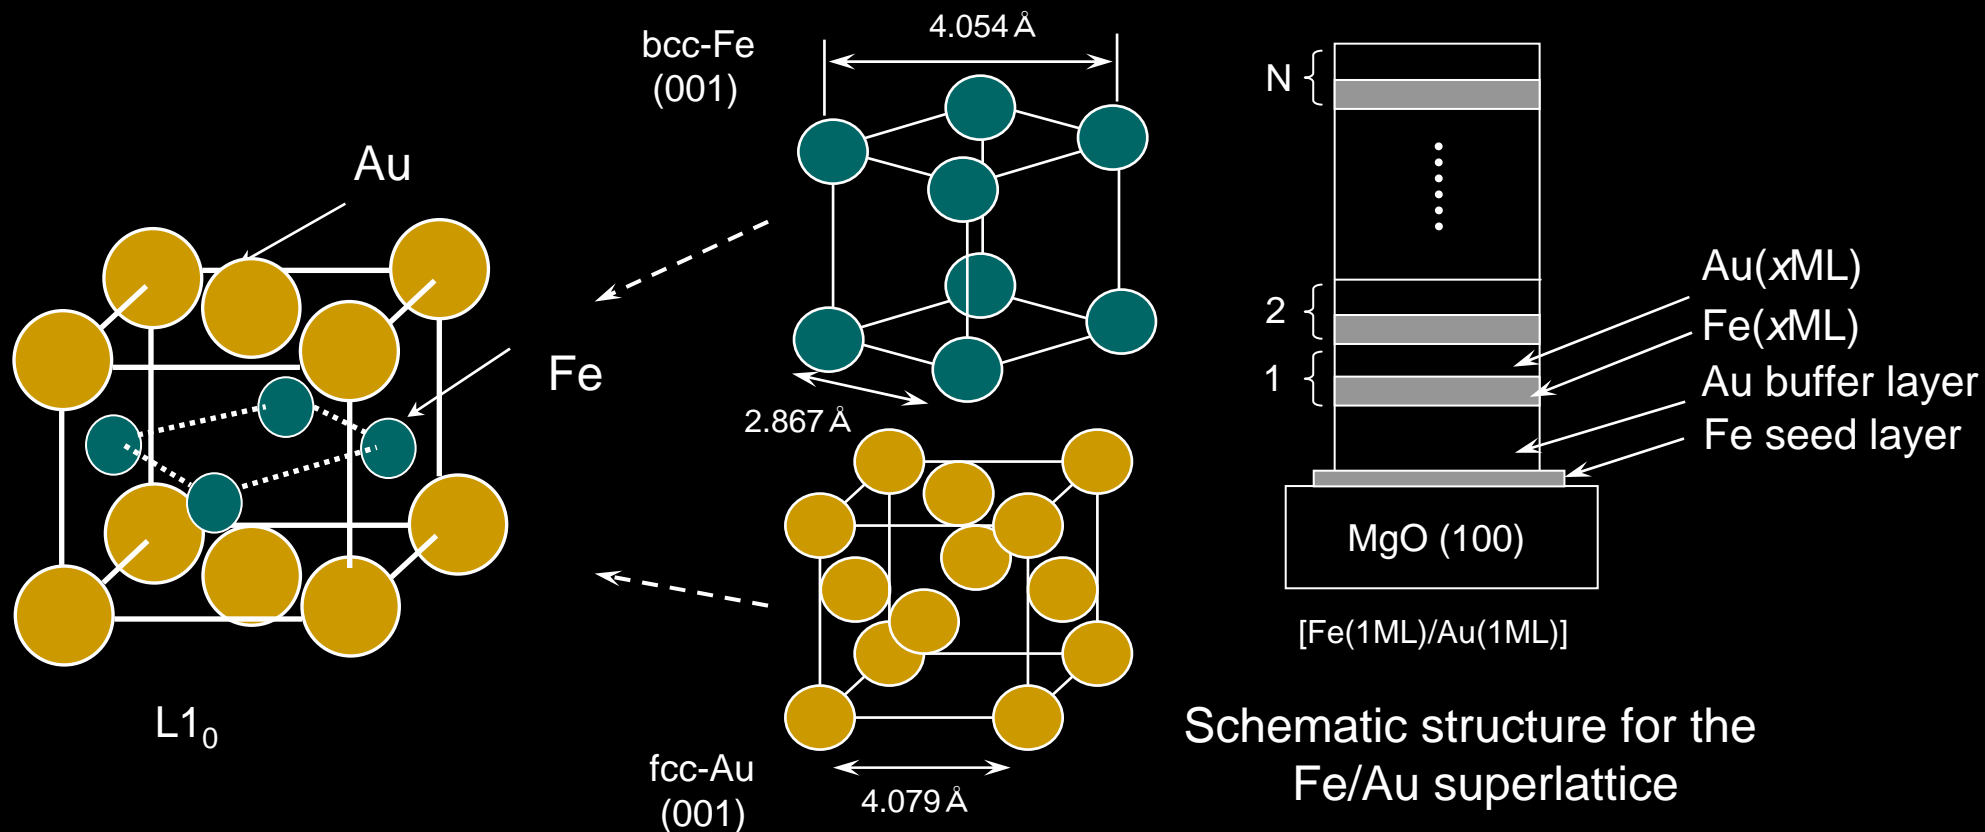 Au
Fe
L1₀
bcc-Fe
(001)
4.054 Å
2.867 Å
fcc-Au
(001)
4.079 Å
N
2
1
Au(xML)
Fe(xML)
Au buffer layer
Fe seed layer
MgO (100)
[Fe(1ML)/Au(1ML)]
Schematic structure for the
Fe/Au superlattice